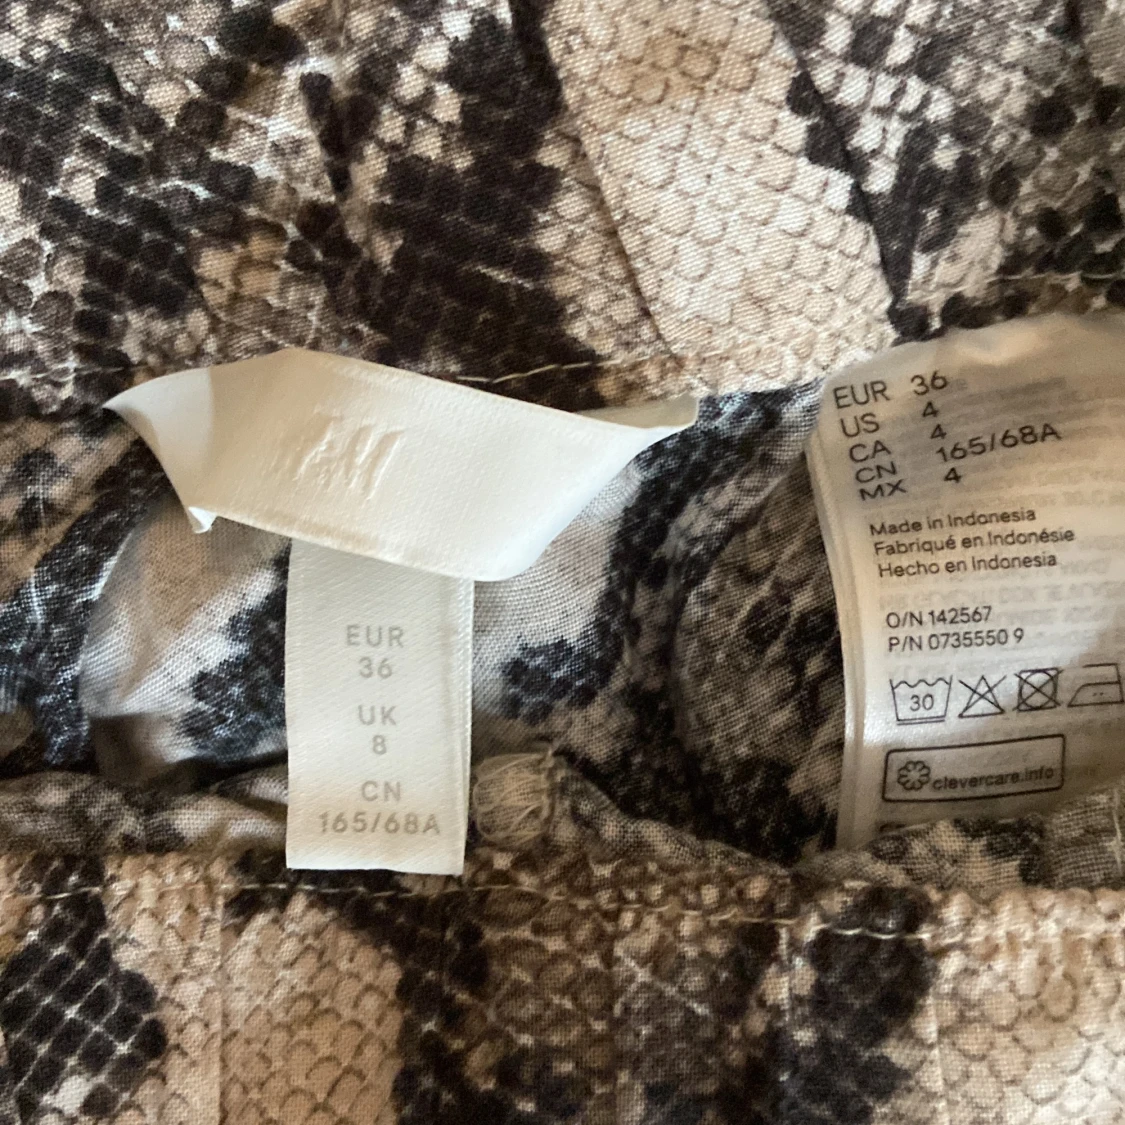 H&M
EUR
36
UK
8
CN
165/68A
EUR 36
US 4
CA 4
CN 165/68A
MX 4
Made in Indonesia
Fabriqué en Indonésie
Hecho en Indonesia
O/N 142567
P/N 0735550 9
30
clevercare.info